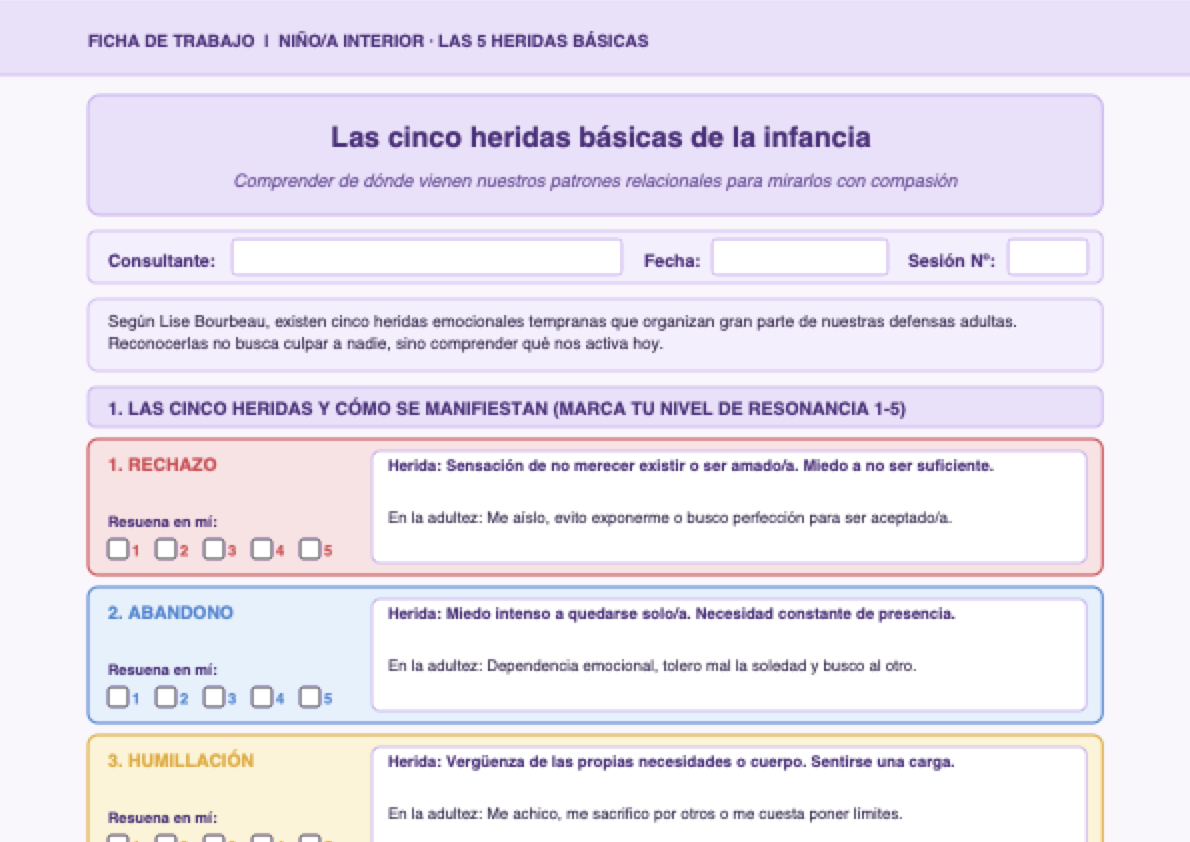 FICHA DE TRABAJO | NIÑO/A INTERIOR · LAS 5 HERIDAS BÁSICAS
Las cinco heridas básicas de la infancia
Comprender de dónde vienen nuestros patrones relacionales para mirarlos con compasión
Consultante: Fecha: Sesión Nº:
Según Lise Bourbeau, existen cinco heridas emocionales tempranas que organizan gran parte de nuestras defensas adultas.
Reconocerlas no busca culpar a nadie, sino comprender qué nos activa hoy.
1. LAS CINCO HERIDAS Y CÓMO SE MANIFIESTAN (MARCA TU NIVEL DE RESONANCIA 1-5)
1. RECHAZO
Herida: Sensación de no merecer existir o ser amado/a. Miedo a no ser suficiente.
En la adultez: Me aíslo, evito exponerme o busco perfección para ser aceptado/a.
Resuena en mí:
1 2 3 4 5
2. ABANDONO
Herida: Miedo intenso a quedarse solo/a. Necesidad constante de presencia.
En la adultez: Dependencia emocional, tolero mal la soledad y busco al otro.
Resuena en mí:
1 2 3 4 5
3. HUMILLACIÓN
Herida: Vergüenza de las propias necesidades o cuerpo. Sentirse una carga.
En la adultez: Me achico, me sacrifico por otros o me cuesta poner límites.
Resuena en mí: